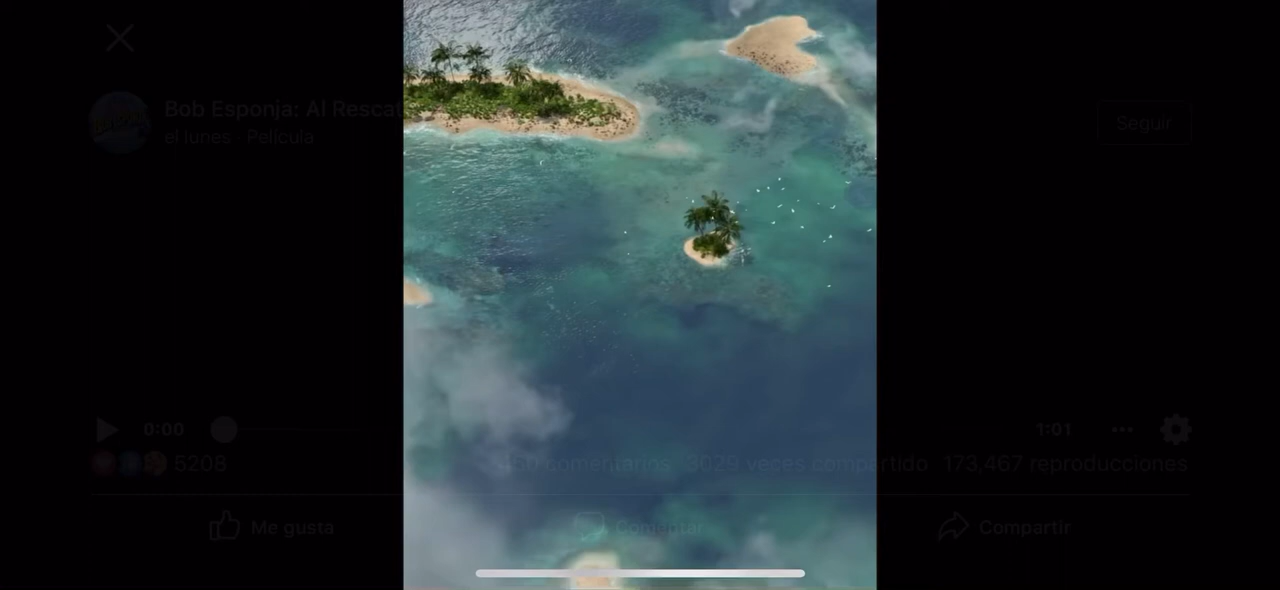 Bob Esponja: Al Rescat
el lunes · Película
Seguir
0:00
1:01
5208
comentarios 3029 veces compartido 173,467 reproducciones
Me gusta
Comentar
Compartir